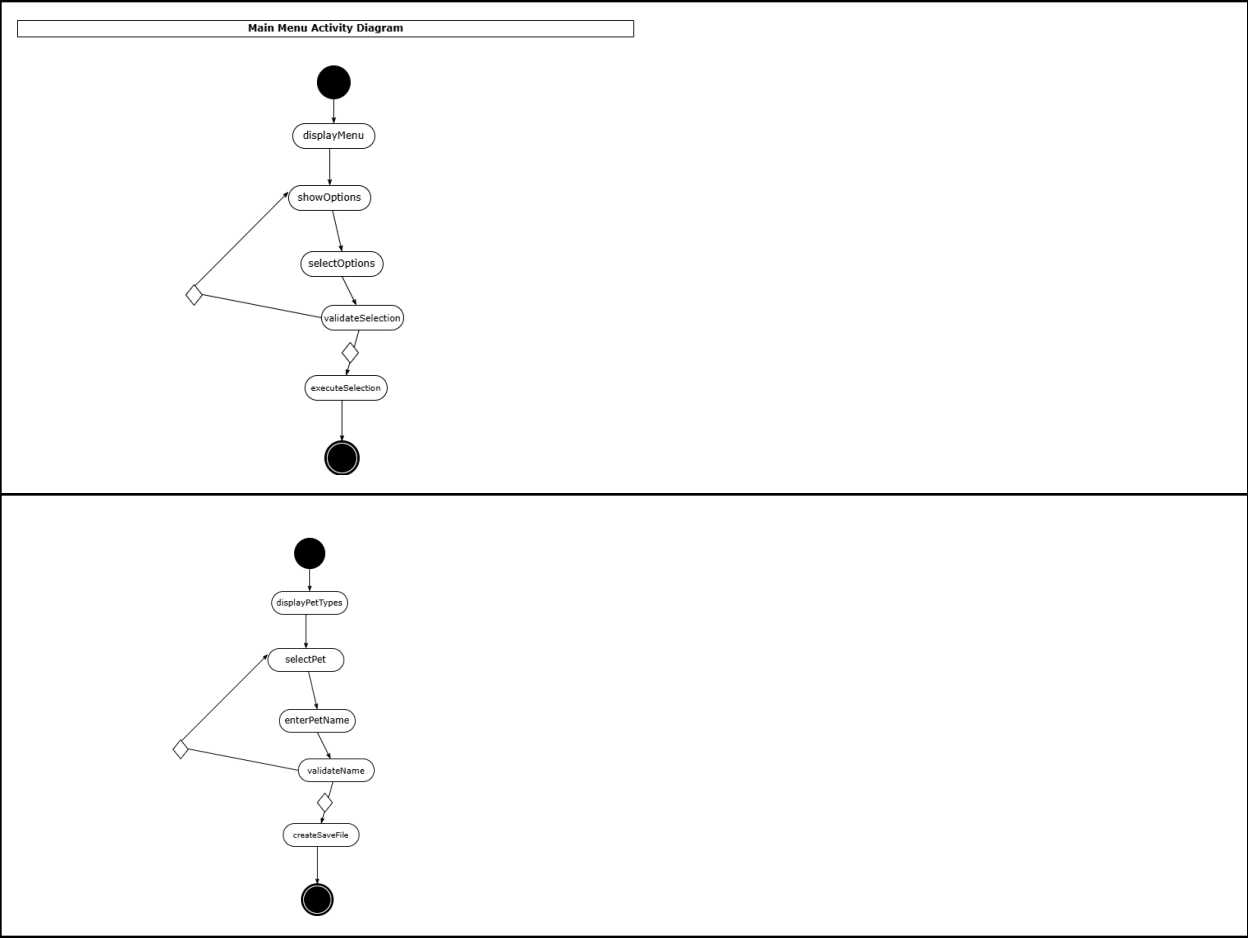 Main Menu Activity Diagram
displayMenu
showOptions
selectOptions
validateSelection
executeSelection
displayPetTypes
selectPet
enterPetName
validateName
createSaveFile